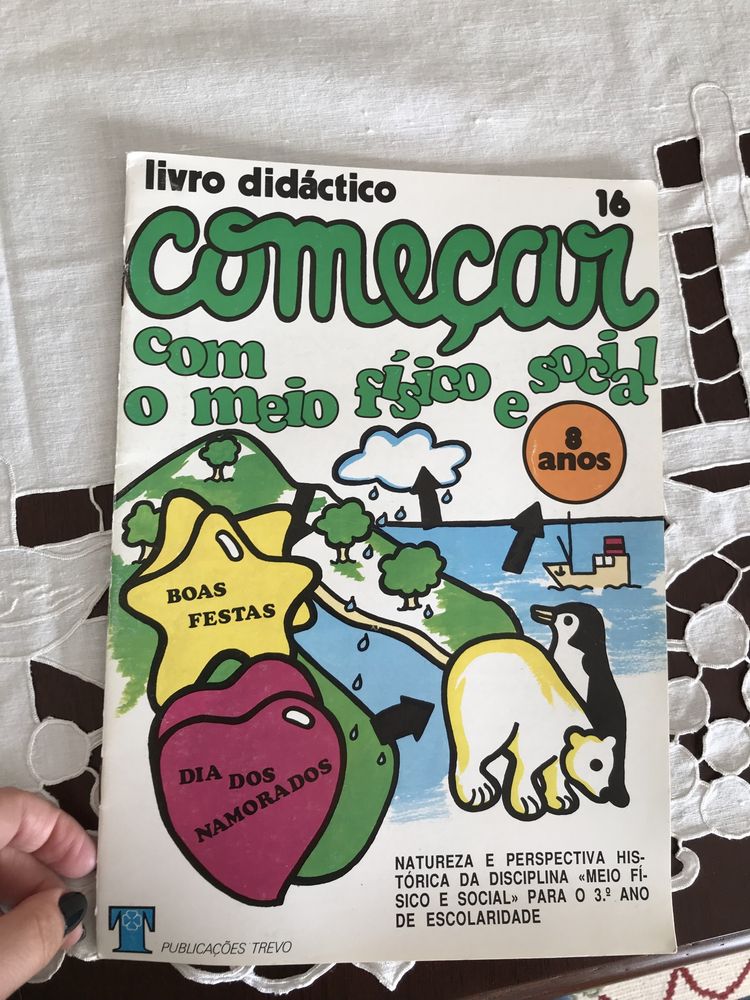 livro didáctico
16
começar
com
o meio físico e social
8
anos
BOAS
FESTAS
DIA DOS
NAMORADOS
NATUREZA E PERSPECTIVA HIS-
TÓRICA DA DISCIPLINA «MEIO FÍ-
SICO E SOCIAL» PARA O 3.º ANO
DE ESCOLARIDADE
T
PUBLICAÇÕES TREVO